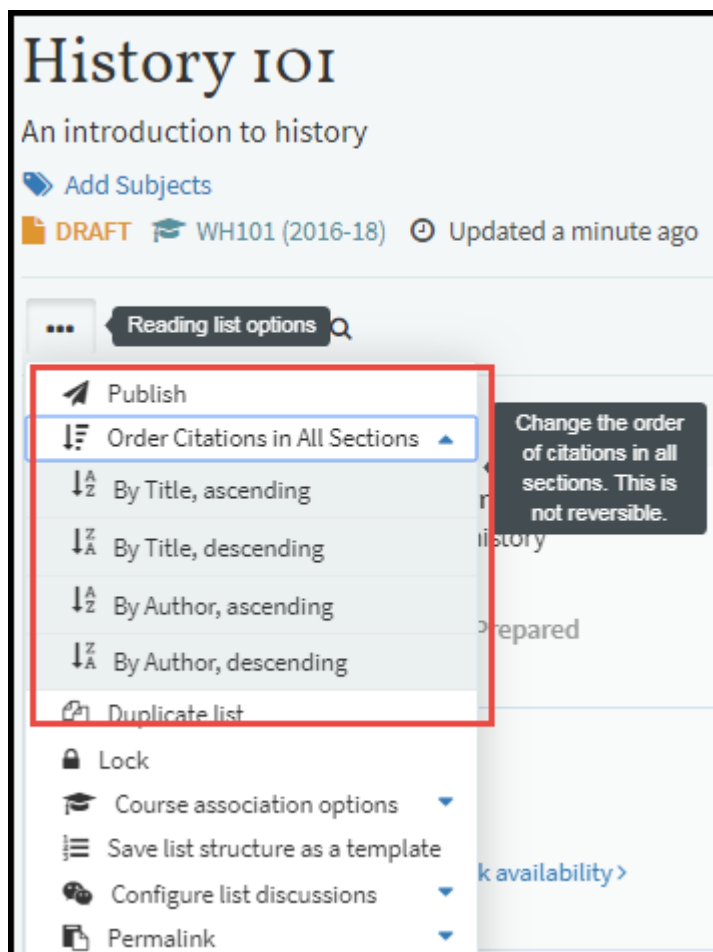 History 101
An introduction to history
Add Subjects
DRAFT WH101 (2016-18) Updated a minute ago
Reading list options
Publish
Order Citations in All Sections
By Title, ascending
By Title, descending
By Author, ascending
By Author, descending
Duplicate list
Lock
Course association options
Save list structure as a template
Configure list discussions
Permalink
Change the order
of citations in all
sections. This is
not reversible.
history
Prepared
k availability